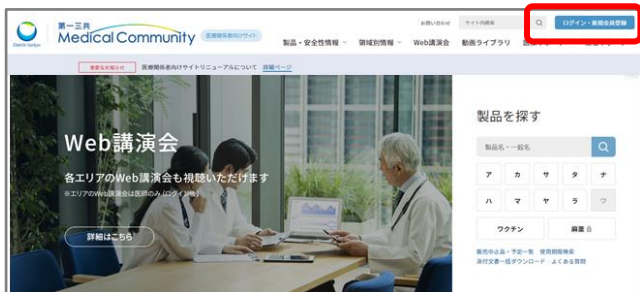 お問い合わせ
サイト内検索
ログイン・新規会員登録
第一三共
Medical Community
医療関係者向けサイト
Daiichi-Sankyo
製品・安全性情報
領域別情報
Web講演会
動画ライブラリ
重要なお知らせ
医療関係者向けサイトリニューアルについて 詳細ページ
Web講演会
各エリアのWeb講演会も視聴いただけます
※エリアのWeb講演会は医師のみ(ログイン後)
詳細はこちら
製品を探す
製品名・一般名
ア カ サ タ ナ
ハ マ ヤ ラ ワ
ワクチン
麻薬
販売中止品・予定一覧 使用期限検索
添付文書一括ダウンロード よくある質問